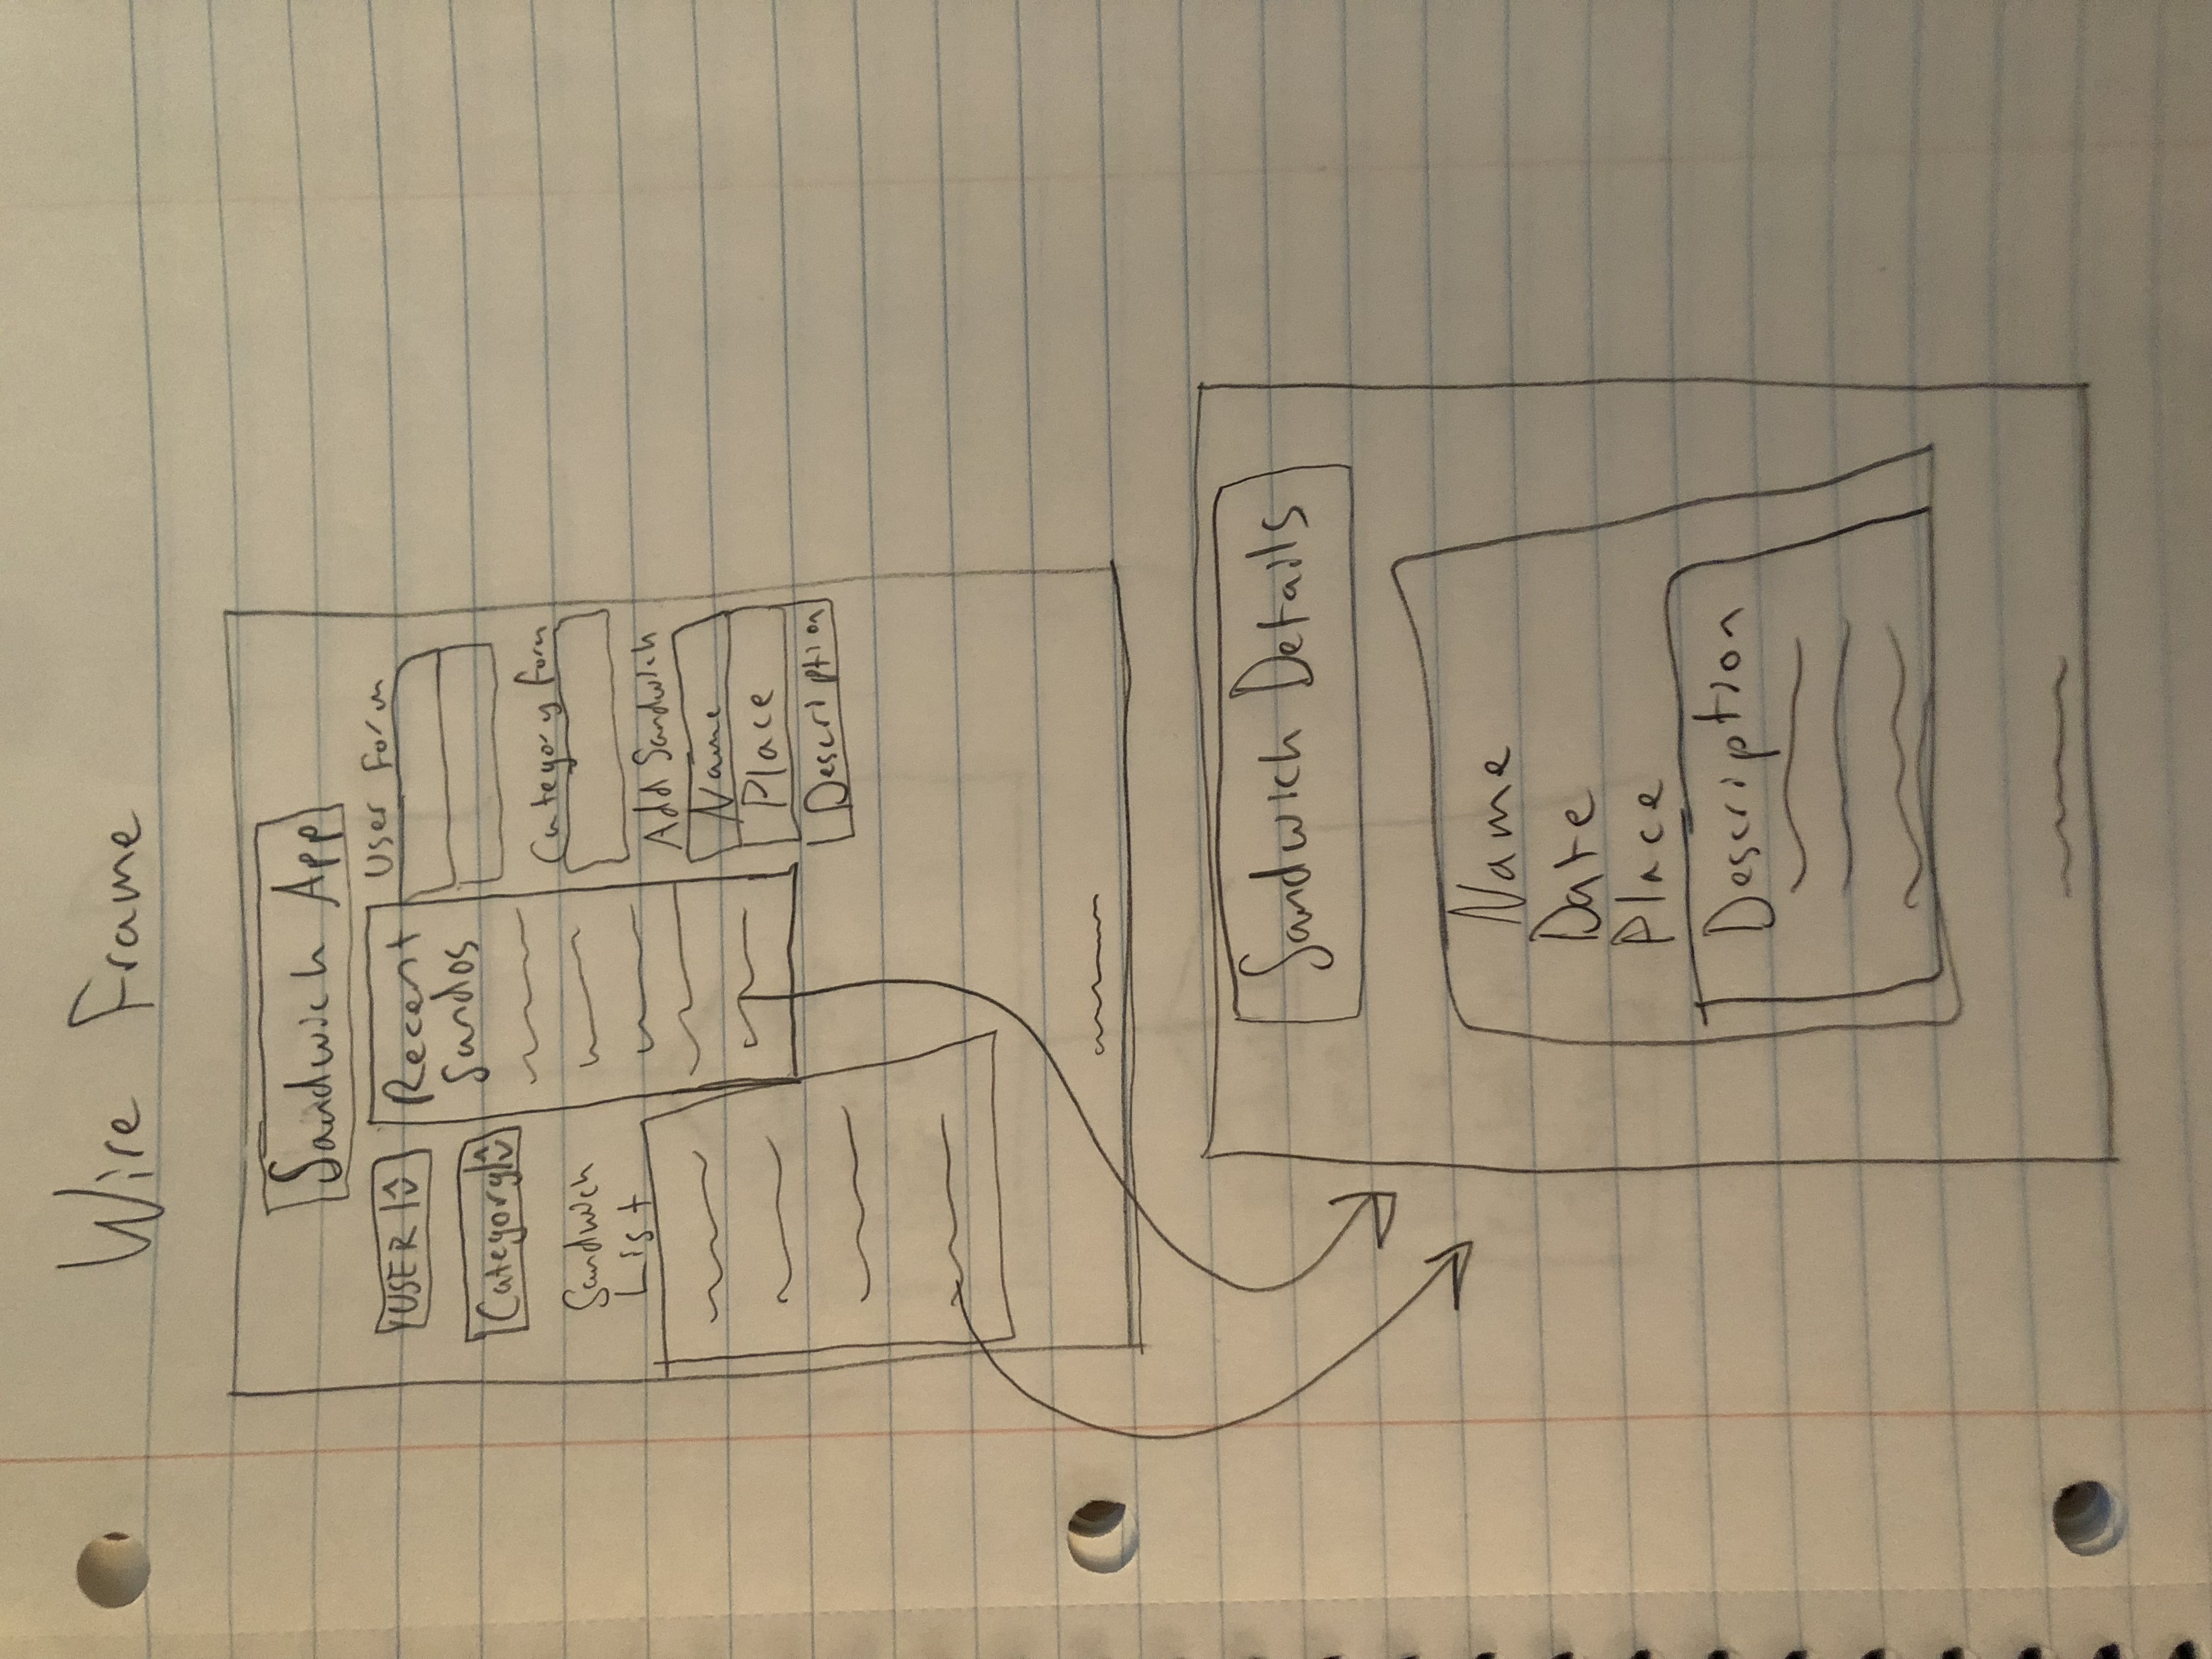 Wire Frame
Sandwich App
USER
Category
Sandwich
List
Recent
Sandos
User Form
Category Form
Add Sandwich
Name
Place
Description
Sandwich Details
Name
Date
Place
Description